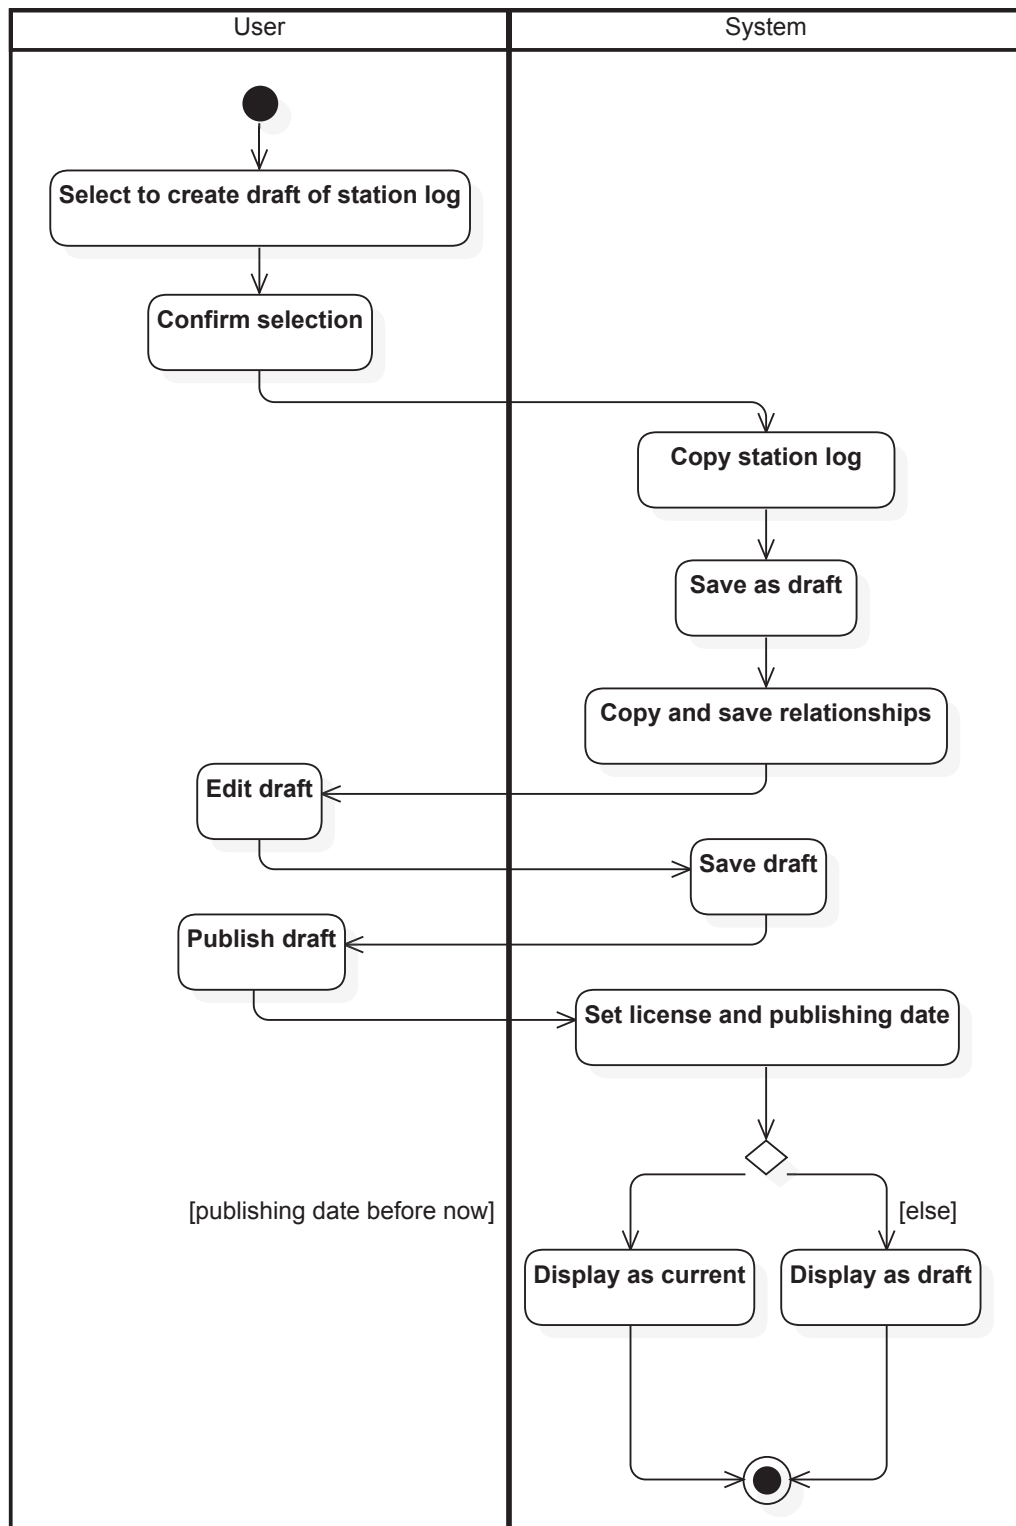 User
System
Select to create draft of station log
Confirm selection
Copy station log
Save as draft
Copy and save relationships
Edit draft
Save draft
Publish draft
Set license and publishing date
[publishing date before now]
[else]
Display as current
Display as draft